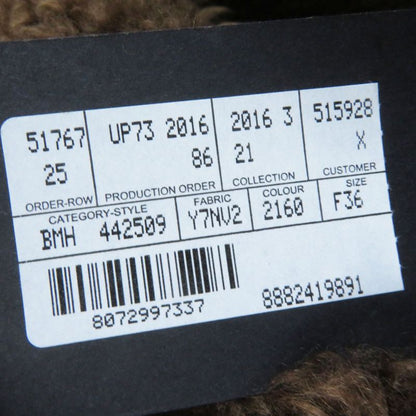 51767 UP73 2016 2016 3 515928
25 86 21 X
ORDER-ROW PRODUCTION ORDER COLLECTION CUSTOMER
CATEGORY-STYLE FABRIC COLOUR SIZE
BMH 442509 Y7NV2 2160 F36
8072997337 8882419891